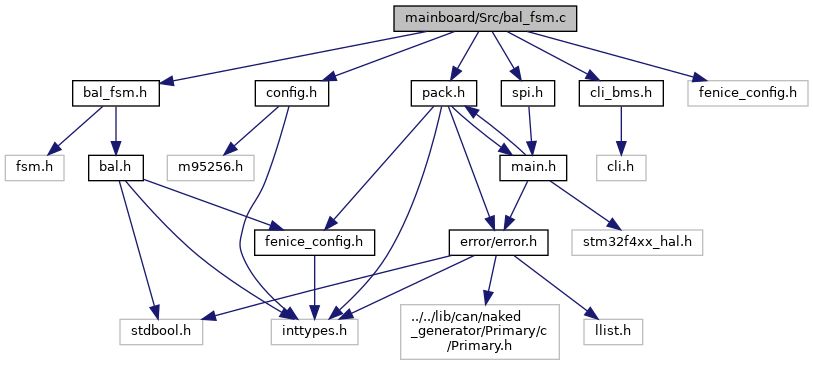 mainboard/Src/bal_fsm.c
bal_fsm.h
config.h
pack.h
spi.h
cli_bms.h
fenice_config.h
fsm.h
bal.h
m95256.h
main.h
cli.h
fenice_config.h
error/error.h
stm32f4xx_hal.h
stdbool.h
inttypes.h
../../lib/can/naked
_generator/Primary/c
/Primary.h
llist.h